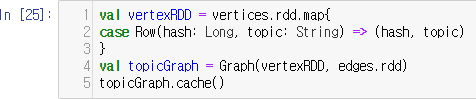 In [25]:
1 val vertexRDD = vertices.rdd.map{
2 case Row(hash: Long, topic: String) => (hash, topic)
3 }
4 val topicGraph = Graph(vertexRDD, edges.rdd)
5 topicGraph.cache()